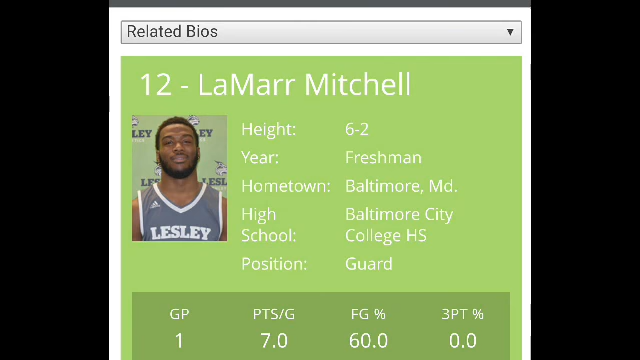 Related Bios
12 - LaMarr Mitchell
Height: 6-2
Year: Freshman
Hometown: Baltimore, Md.
High School: Baltimore City College HS
Position: Guard
LESLEY
GP PTS/G FG % 3PT %
1 7.0 60.0 0.0